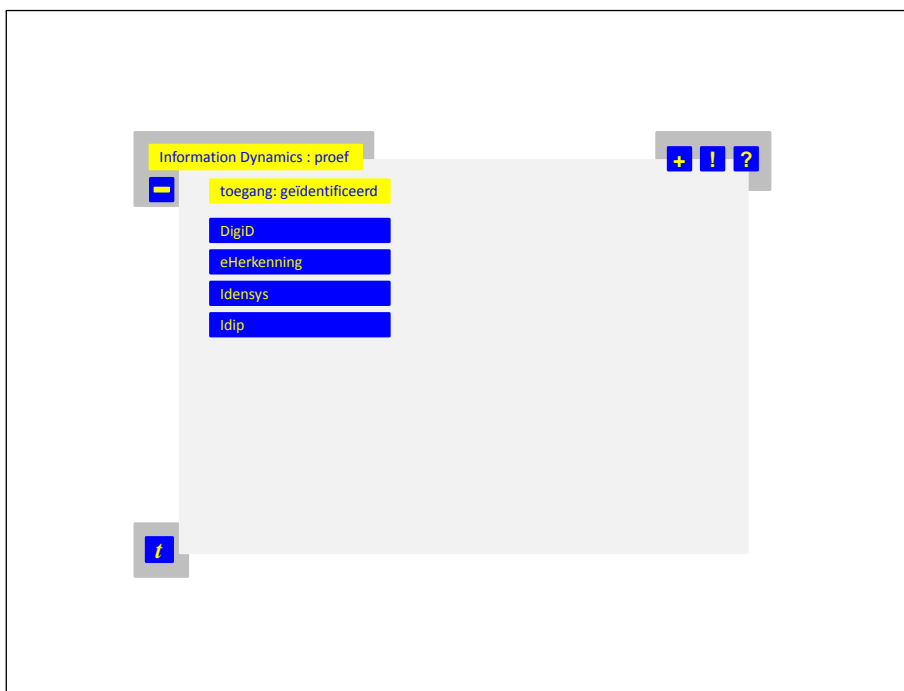 Information Dynamics : proef
+ ! ?
toegang: geïdentificeerd
DigiD
eHerkenning
Idensys
Idip
t